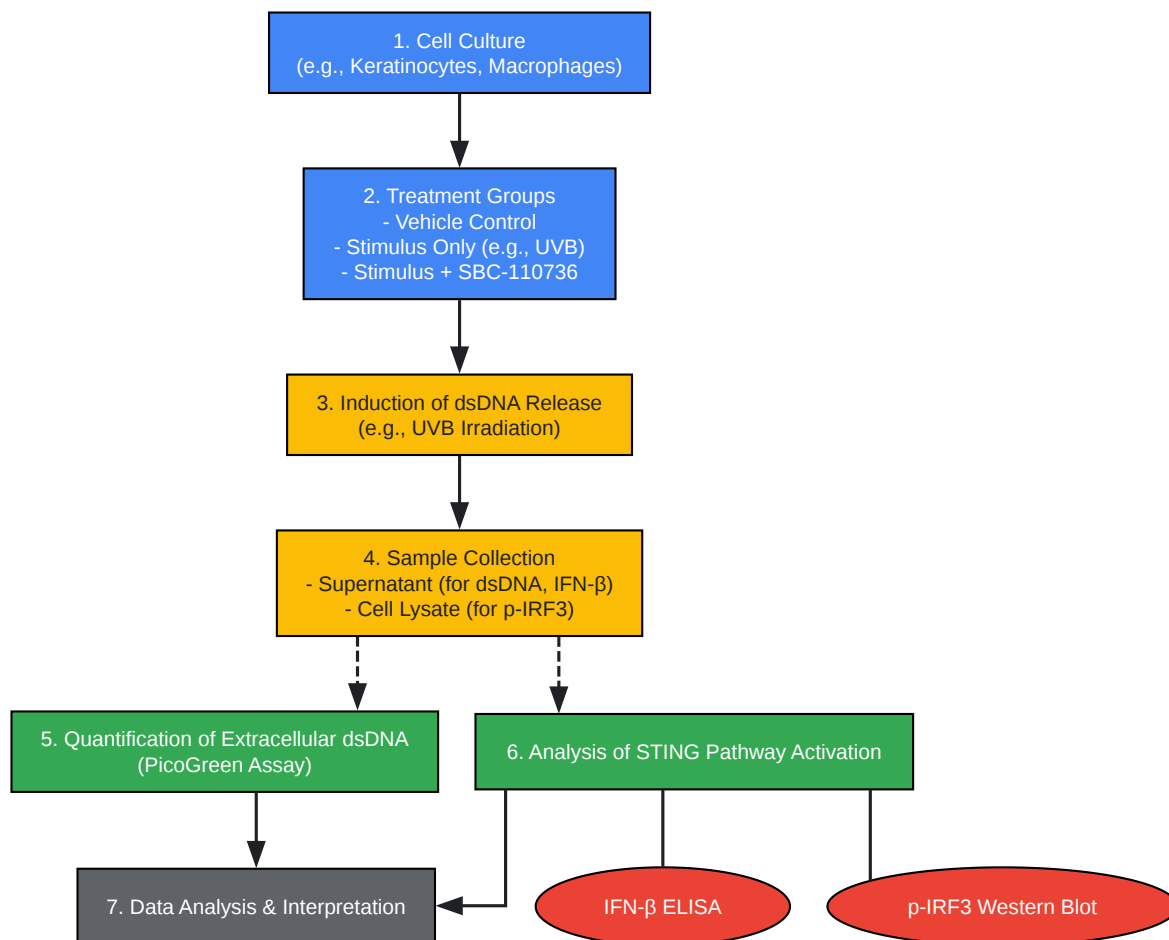 1. Cell Culture
(e.g., Keratinocytes, Macrophages)
2. Treatment Groups
- Vehicle Control
- Stimulus Only (e.g., UVB)
- Stimulus + SBC-110736
3. Induction of dsDNA Release
(e.g., UVB Irradiation)
4. Sample Collection
- Supernatant (for dsDNA, IFN-β)
- Cell Lysate (for p-IRF3)
5. Quantification of Extracellular dsDNA
(PicoGreen Assay)
6. Analysis of STING Pathway Activation
7. Data Analysis & Interpretation
IFN-β ELISA
p-IRF3 Western Blot